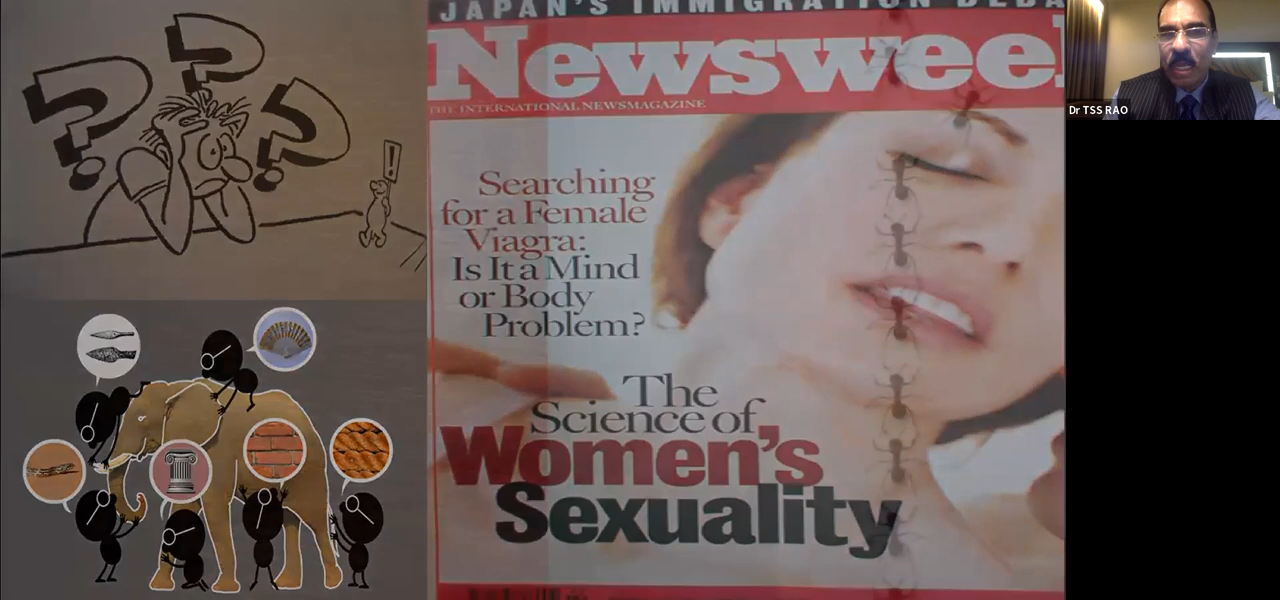 JAPAN'S IMMIGRATION DEBA
Newsweek
THE INTERNATIONAL NEWSMAGAZINE
Dr TSS RAO
Searching
for a Female
Viagra:
Is It a Mind
or Body
Problem?
The
Science of
Women's
Sexuality